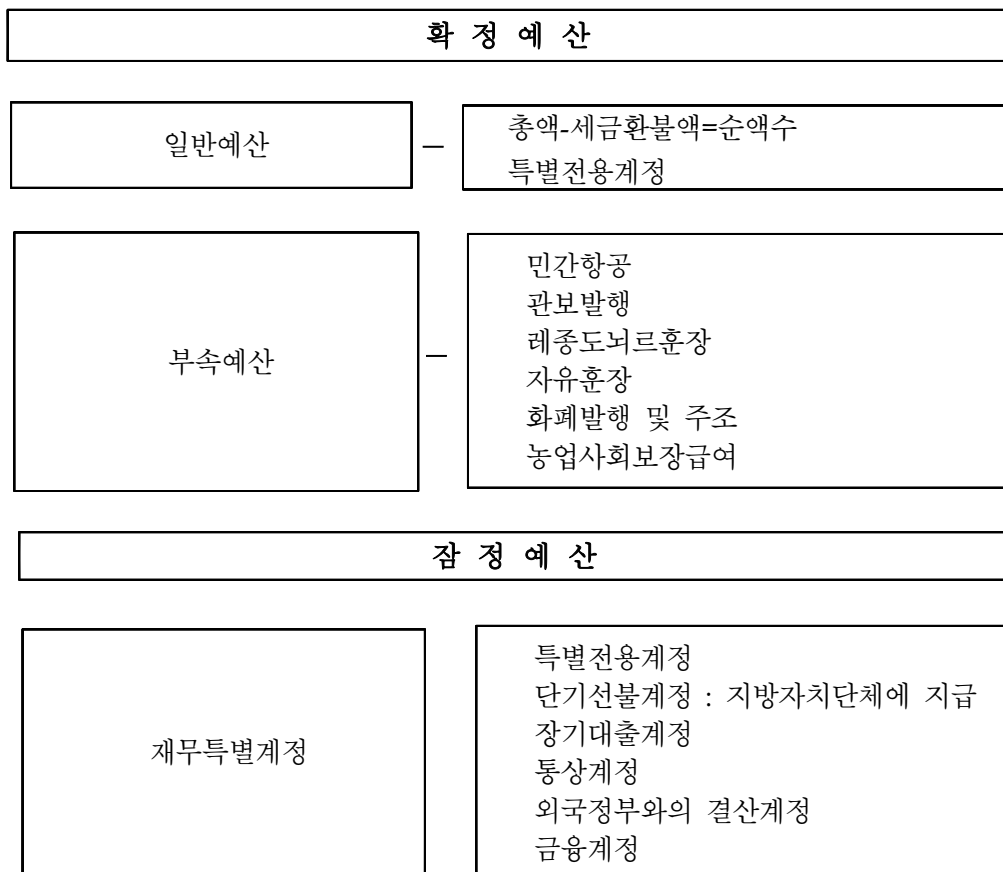 확 정 예 산
일반예산 –
총액-세금환불액=순액수
특별전용계정
부속예산 –
민간항공
관보발행
레종도뇌르훈장
자유훈장
화폐발행 및 주조
농업사회보장급여
잠 정 예 산
재무특별계정
특별전용계정
단기선불계정 : 지방자치단체에 지급
장기대출계정
통상계정
외국정부와의 결산계정
금융계정